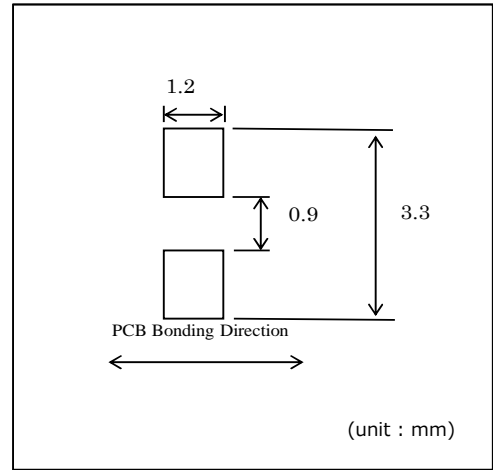 1.2
0.9
3.3
PCB Bonding Direction
(unit : mm)